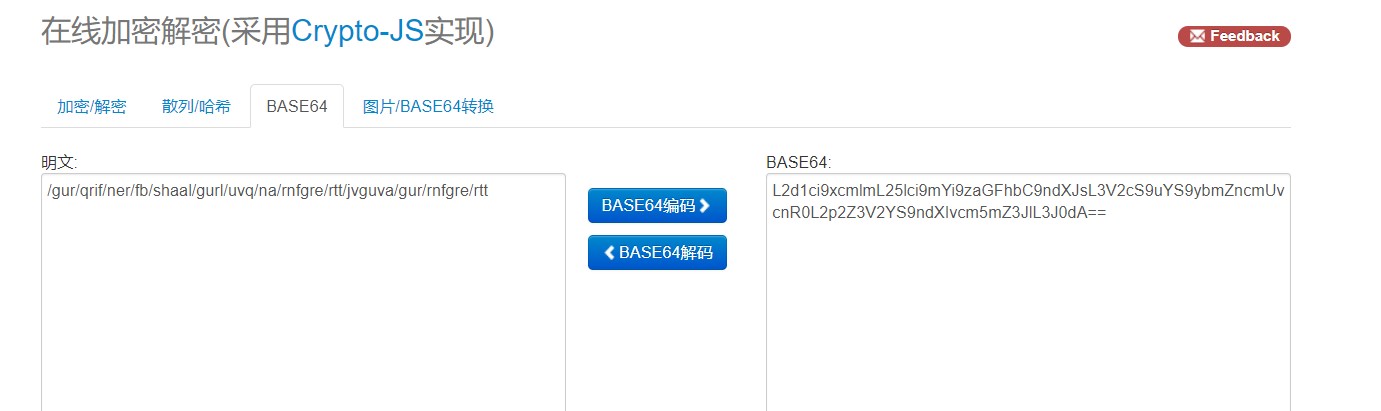 在线加密解密(采用Crypto-JS实现)
Feedback
加密/解密
散列/哈希
BASE64
图片/BASE64转换
明文:
/gur/qrif/ner/fb/shaal/gurl/uvq/na/rnfgre/rtt/jvguva/gur/rnfgre/rtt
BASE64编码
BASE64解码
BASE64:
L2d1ci9xcmlmL25lci9mYi9zaGFhbC9ndXJsL3V2cS9uYS9ybmZncmUv
cnR0L2p2Z3V2YS9ndXIvcm5mZ3JlL3J0dA==